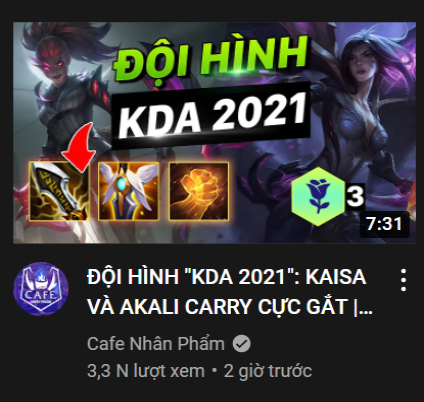 ĐỘI HÌNH
KDA 2021
3
7:31
CAFE
ĐỘI HÌNH "KDA 2021": KAISA
VÀ AKALI CARRY CỰC GẮT |...
Cafe Nhân Phẩm
3,3 N lượt xem • 2 giờ trước